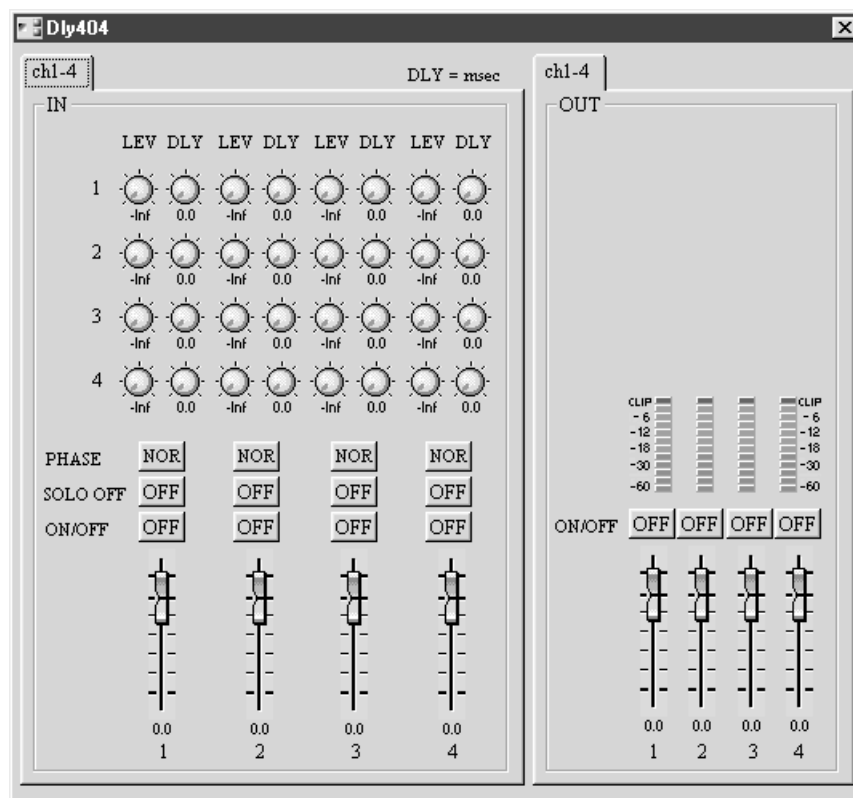 Dly404
ch1-4
DLY = msec
IN
LEV DLY LEV DLY LEV DLY LEV DLY
1
-Inf 0.0 -Inf 0.0 -Inf 0.0 -Inf 0.0
2
-Inf 0.0 -Inf 0.0 -Inf 0.0 -Inf 0.0
3
-Inf 0.0 -Inf 0.0 -Inf 0.0 -Inf 0.0
4
-Inf 0.0 -Inf 0.0 -Inf 0.0 -Inf 0.0
PHASE NOR NOR NOR NOR
SOLO OFF OFF OFF OFF OFF
ON/OFF OFF OFF OFF OFF
0.0 0.0 0.0 0.0
1 2 3 4
ch1-4
OUT
CLIP CLIP
-6 -6
-12 -12
-18 -18
-30 -30
-60 -60
ON/OFF OFF OFF OFF OFF
0.0 0.0 0.0 0.0
1 2 3 4